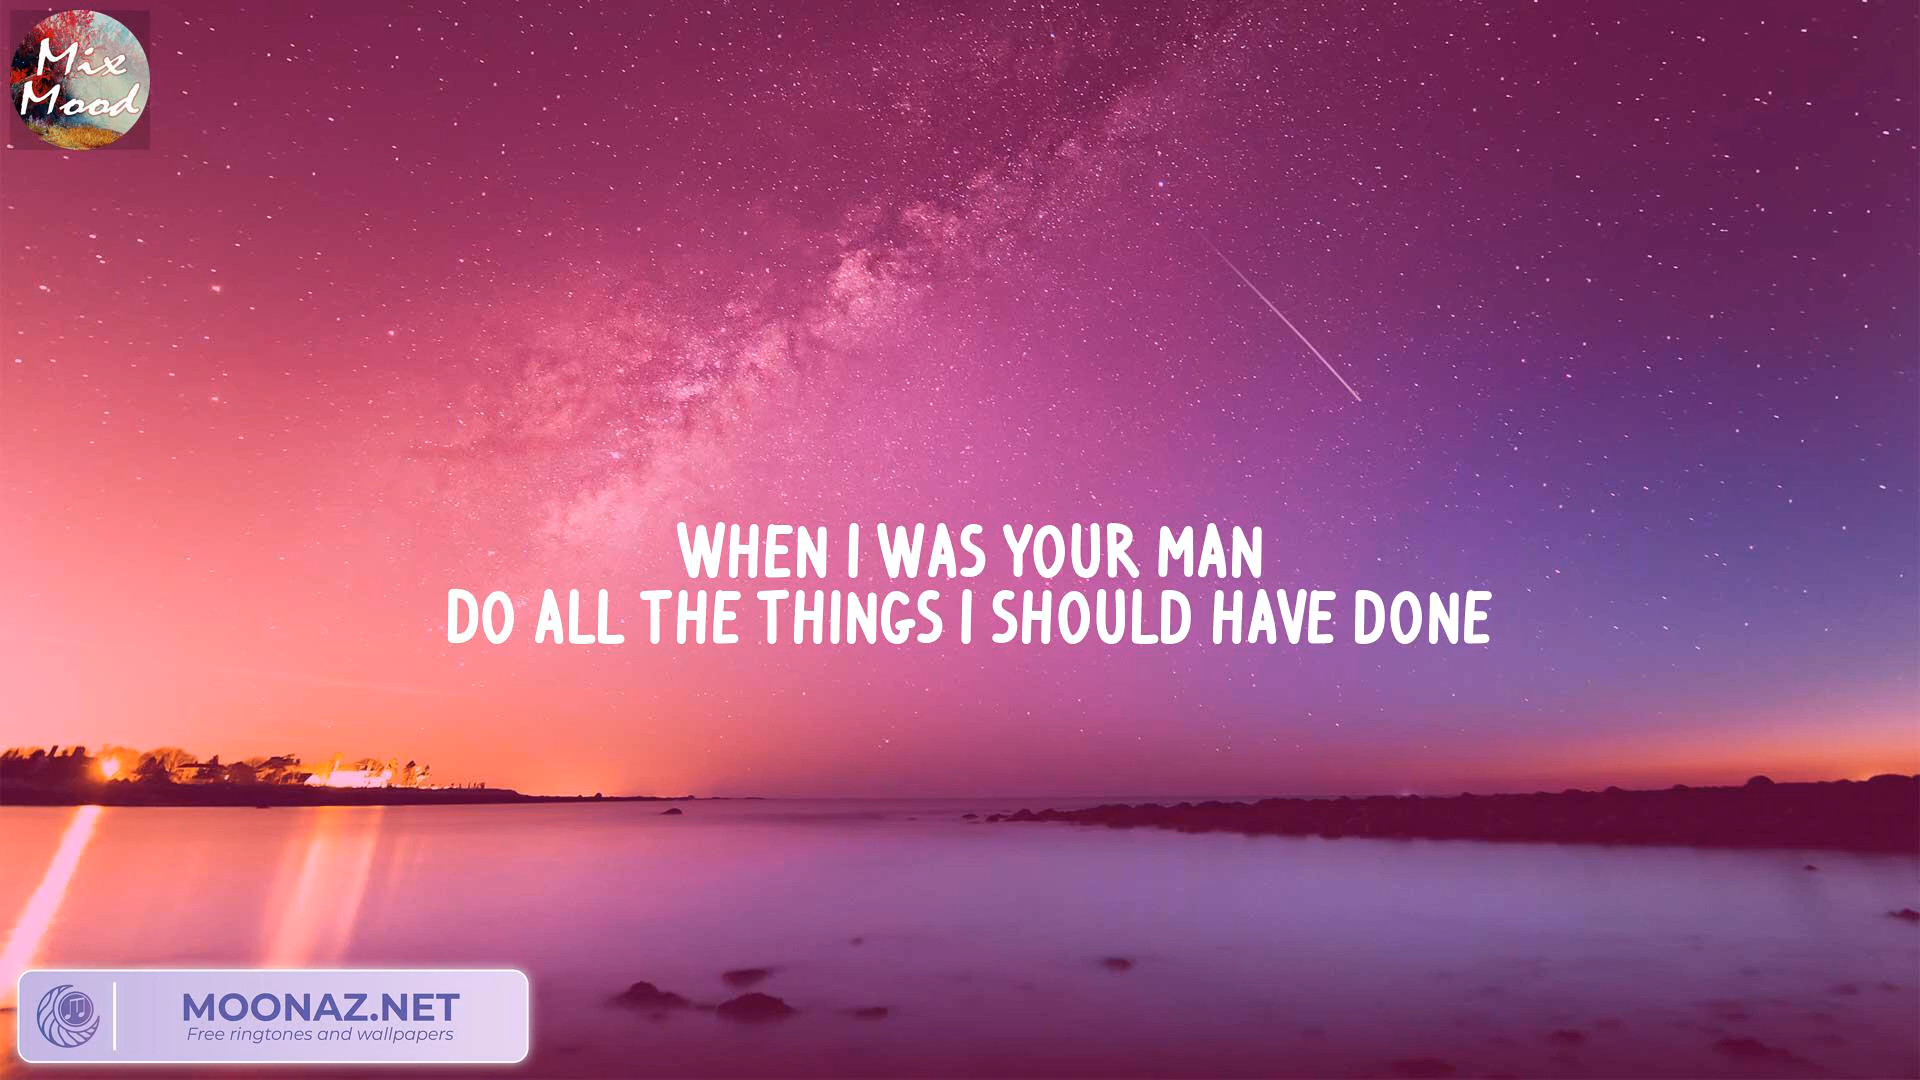 Mix
Mood
WHEN I WAS YOUR MAN
DO ALL THE THINGS I SHOULD HAVE DONE
MOONAZ.NET
Free ringtones and wallpapers